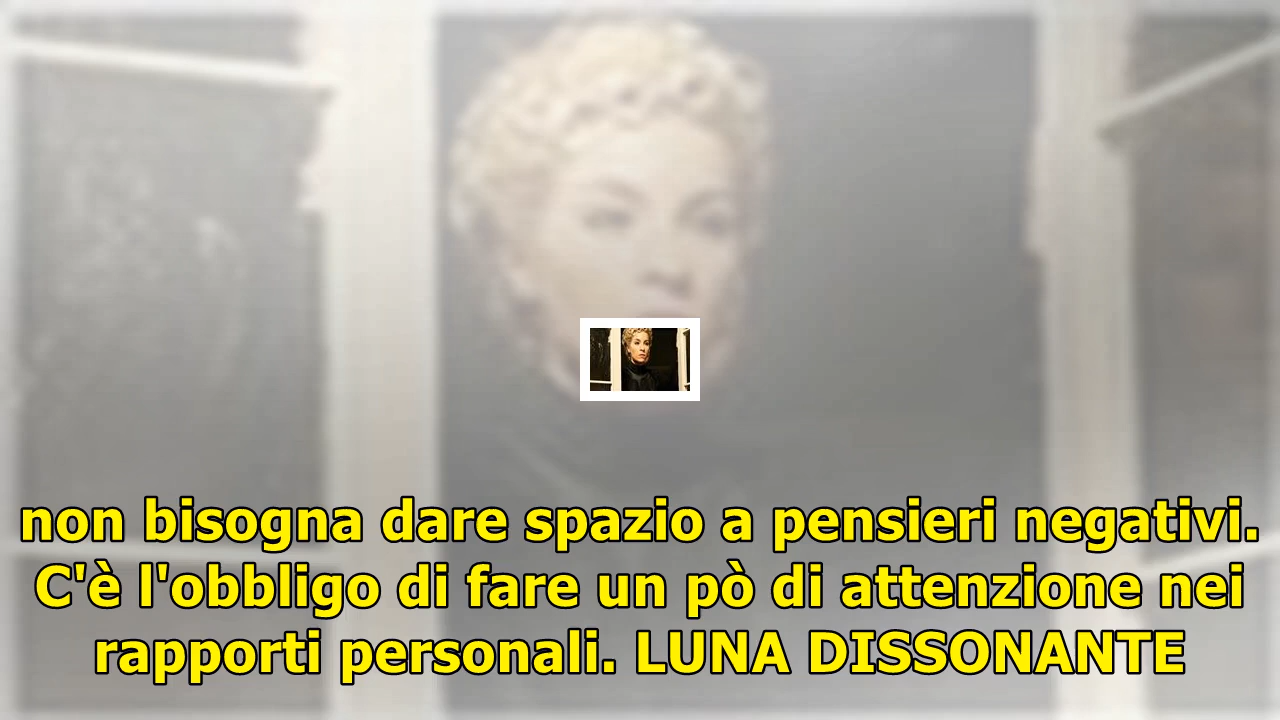 non bisogna dare spazio a pensieri negativi.
C'è l'obbligo di fare un pò di attenzione nei
rapporti personali. LUNA DISSONANTE